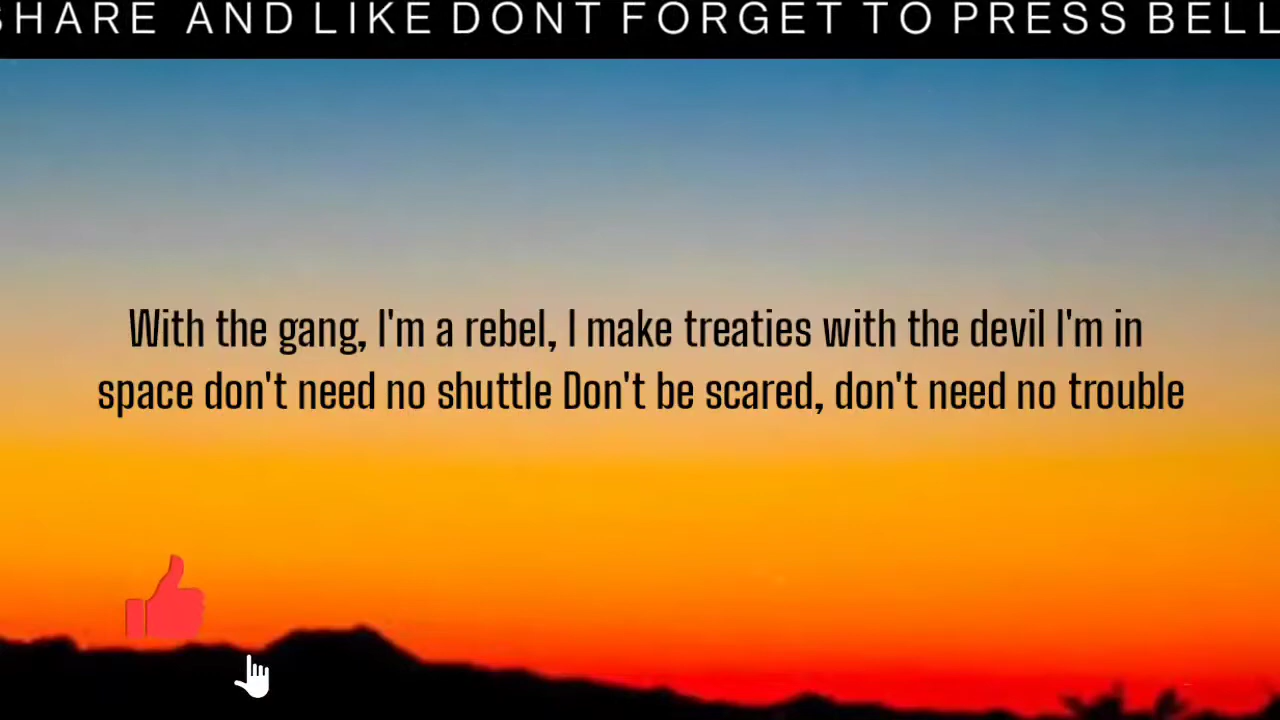 SHARE AND LIKE DONT FORGET TO PRESS BELL
With the gang, I'm a rebel, I make treaties with the devil I'm in
space don't need no shuttle Don't be scared, don't need no trouble